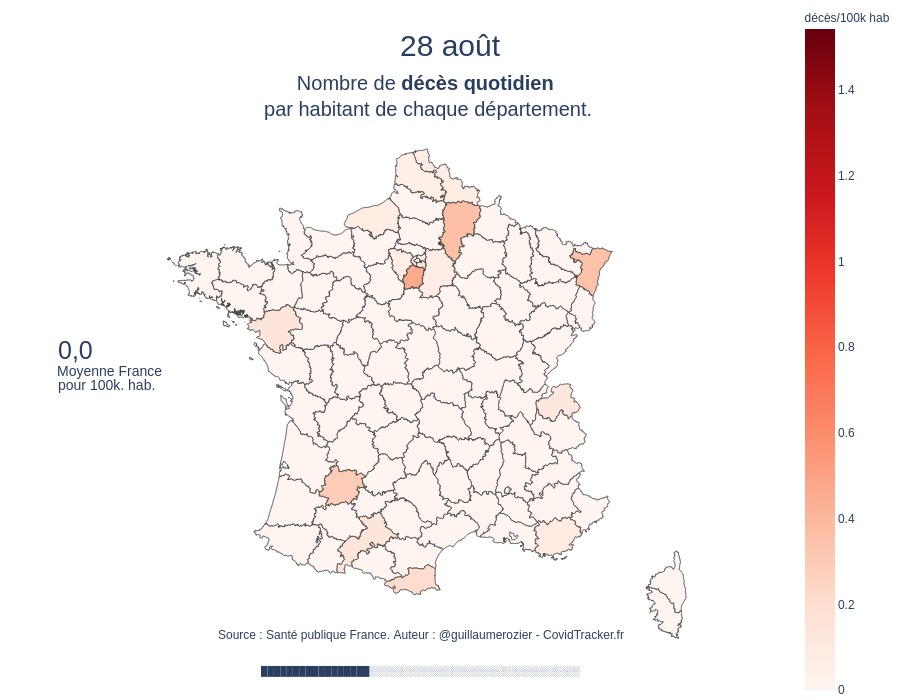 décès/100k hab
28 août
Nombre de décès quotidien
par habitant de chaque département.
1.4
1.2
1
0.8
0.6
0.4
0.2
0
0,0
Moyenne France
pour 100k. hab.
Source : Santé publique France. Auteur : @guillaumerozier - CovidTracker.fr